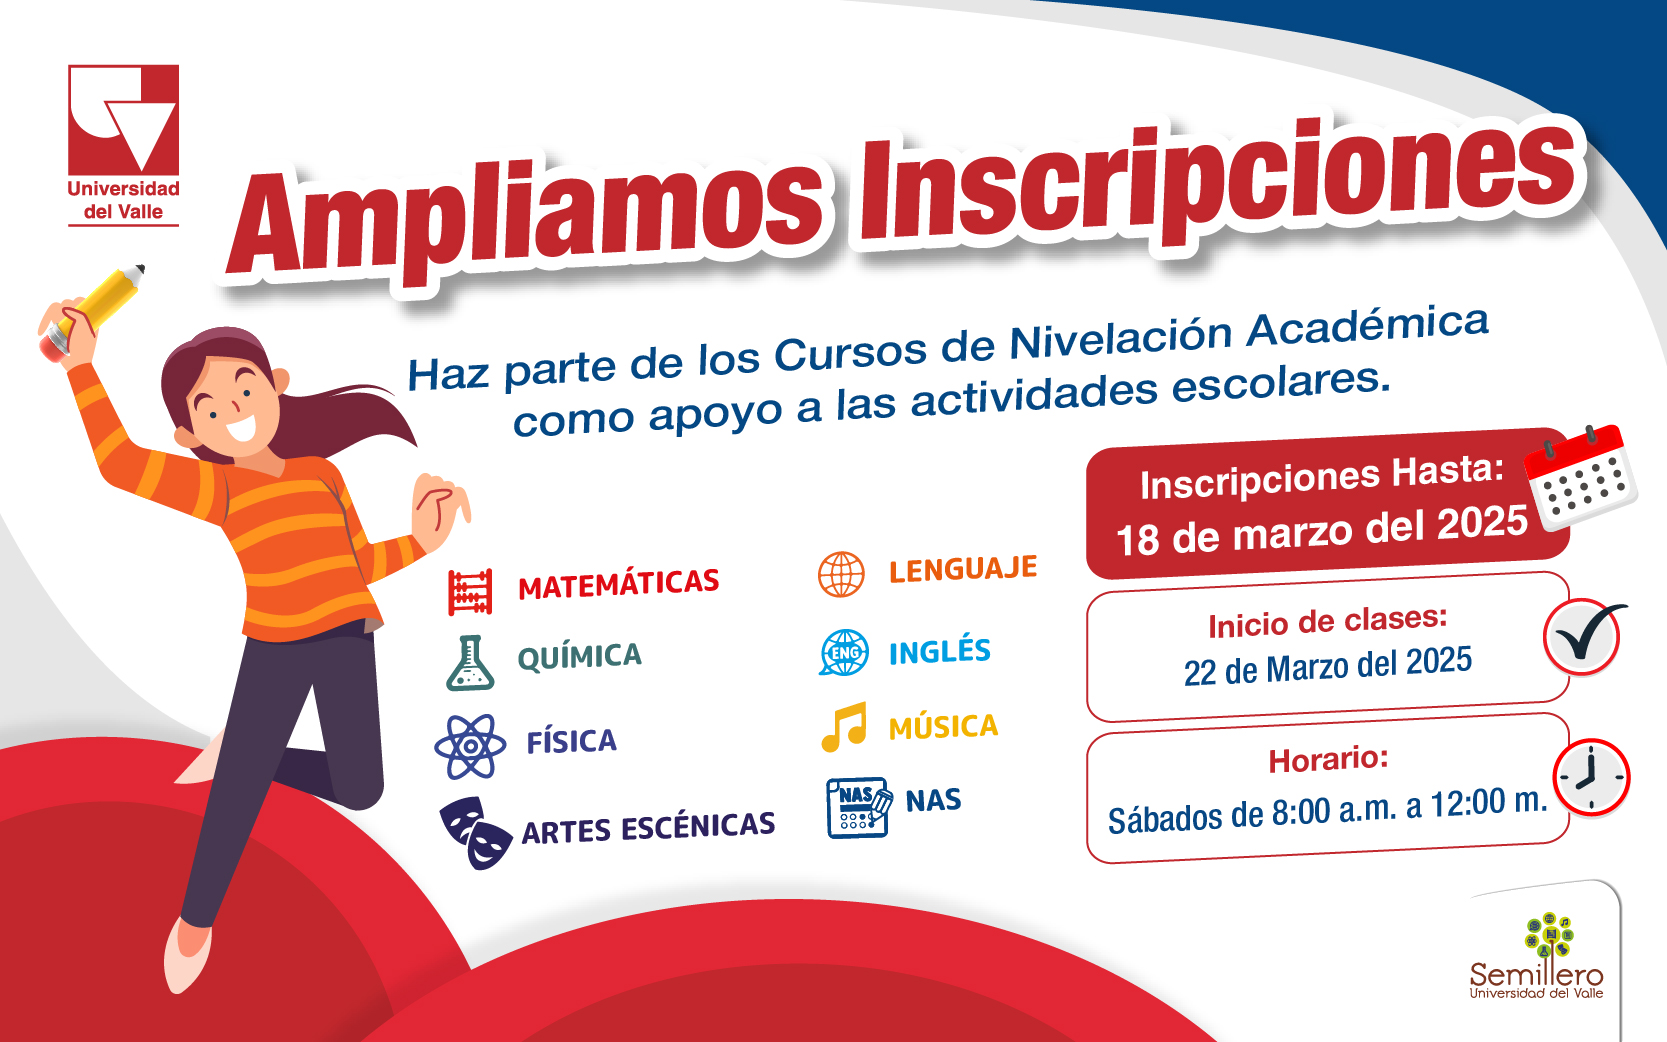 Universidad
del Valle
Ampliamos Inscripciones
Haz parte de los Cursos de Nivelación Académica
como apoyo a las actividades escolares.
MATEMÁTICAS
QUÍMICA
FÍSICA
ARTES ESCÉNICAS
LENGUAJE
ENG
INGLÉS
MÚSICA
NAS
NAS
Inscripciones Hasta:
18 de marzo del 2025
Inicio de clases:
22 de Marzo del 2025
Horario:
Sábados de 8:00 a.m. a 12:00 m.
Semillero
Universidad del Valle